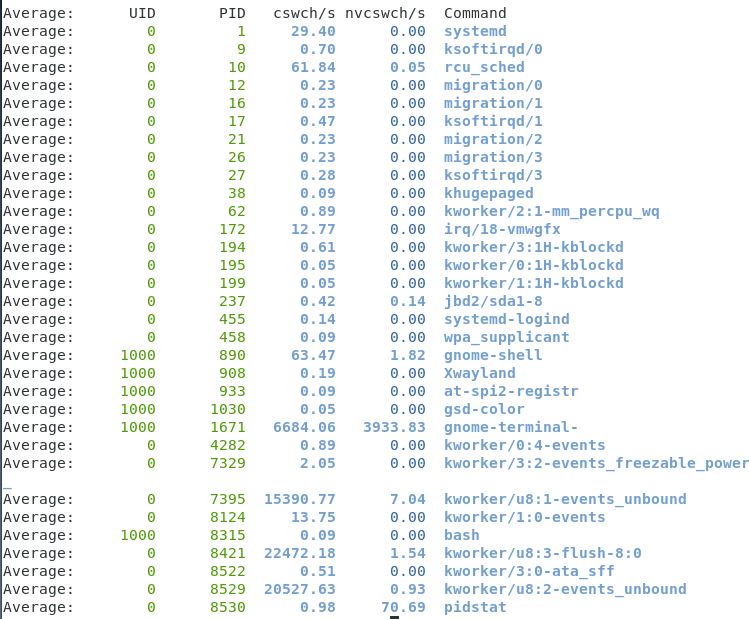 Average: UID PID cswch/s nvcswch/s Command
Average: 0 1 29.40 0.00 systemd
Average: 0 9 0.70 0.00 ksoftirqd/0
Average: 0 10 61.84 0.05 rcu_sched
Average: 0 12 0.23 0.00 migration/0
Average: 0 16 0.23 0.00 migration/1
Average: 0 17 0.47 0.00 ksoftirqd/1
Average: 0 21 0.23 0.00 migration/2
Average: 0 26 0.23 0.00 migration/3
Average: 0 27 0.28 0.00 ksoftirqd/3
Average: 0 38 0.09 0.00 khugepaged
Average: 0 62 0.89 0.00 kworker/2:1-mm_percpu_wq
Average: 0 172 12.77 0.00 irq/18-vmwgfx
Average: 0 194 0.61 0.00 kworker/3:1H-kblockd
Average: 0 195 0.05 0.00 kworker/0:1H-kblockd
Average: 0 199 0.05 0.00 kworker/1:1H-kblockd
Average: 0 237 0.42 0.14 jbd2/sda1-8
Average: 0 455 0.14 0.00 systemd-logind
Average: 0 458 0.09 0.00 wpa_supplicant
Average: 1000 890 63.47 1.82 gnome-shell
Average: 1000 908 0.19 0.00 Xwayland
Average: 1000 933 0.09 0.00 at-spi2-registr
Average: 1000 1030 0.05 0.00 gsd-color
Average: 1000 1671 6684.06 3933.83 gnome-terminal-
Average: 0 4282 0.89 0.00 kworker/0:4-events
Average: 0 7329 2.05 0.00 kworker/3:2-events_freezable_power
_
Average: 0 7395 15390.77 7.04 kworker/u8:1-events_unbound
Average: 0 8124 13.75 0.00 kworker/1:0-events
Average: 1000 8315 0.09 0.00 bash
Average: 0 8421 22472.18 1.54 kworker/u8:3-flush-8:0
Average: 0 8522 0.51 0.00 kworker/3:0-ata_sff
Average: 0 8529 20527.63 0.93 kworker/u8:2-events_unbound
Average: 0 8530 0.98 70.69 pidstat